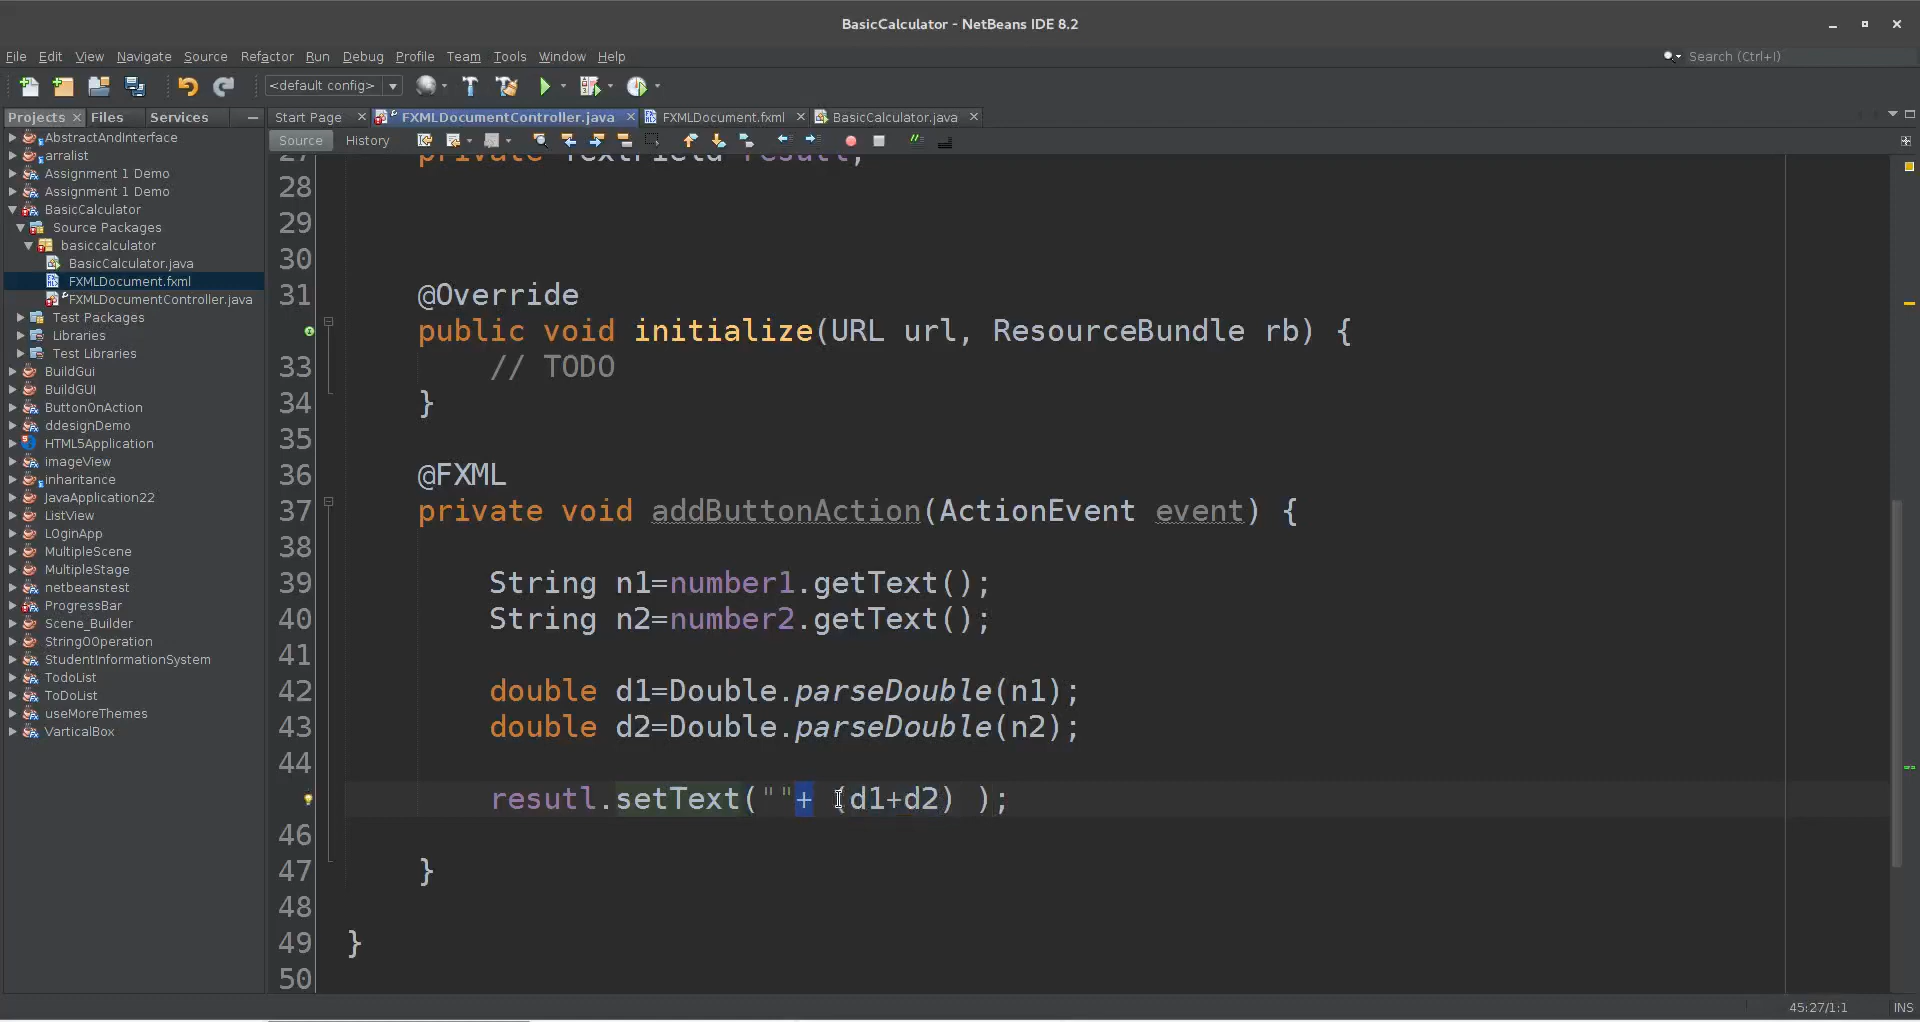 BasicCalculator - NetBeans IDE 8.2
File Edit View Navigate Source Refactor Run Debug Profile Team Tools Window Help
Search (Ctrl+I)
<default config>
Projects Files Services
Start Page FXMLDocumentController.java FXMLDocument.fxml BasicCalculator.java
Source History
AbstractAndInterface
arralist
Assignment 1 Demo
Assignment 1 Demo
BasicCalculator
Source Packages
basiccalculator
BasicCalculator.java
FXMLDocument.fxml
FXMLDocumentController.java
Test Packages
Libraries
Test Libraries
BuildGui
BuildGUI
ButtonOnAction
ddesignDemo
HTML5Application
imageView
inheritance
JavaApplication22
ListView
LOginApp
MultipleScene
MultipleStage
netbeanstest
ProgressBar
Scene_Builder
StringOOperation
StudentInformationSystem
TodoList
ToDoList
useMoreThemes
VarticalBox
27 private TextField resutl;
28
29
30
31 @Override
public void initialize(URL url, ResourceBundle rb) {
33 // TODO
34 }
35
36 @FXML
37 private void addButtonAction(ActionEvent event) {
38
39 String n1=number1.getText();
40 String n2=number2.getText();
41
42 double d1=Double.parseDouble(n1);
43 double d2=Double.parseDouble(n2);
44
resutl.setText(""+ (d1+d2) );
46
47 }
48
49 }
50
45:27/1:1 INS